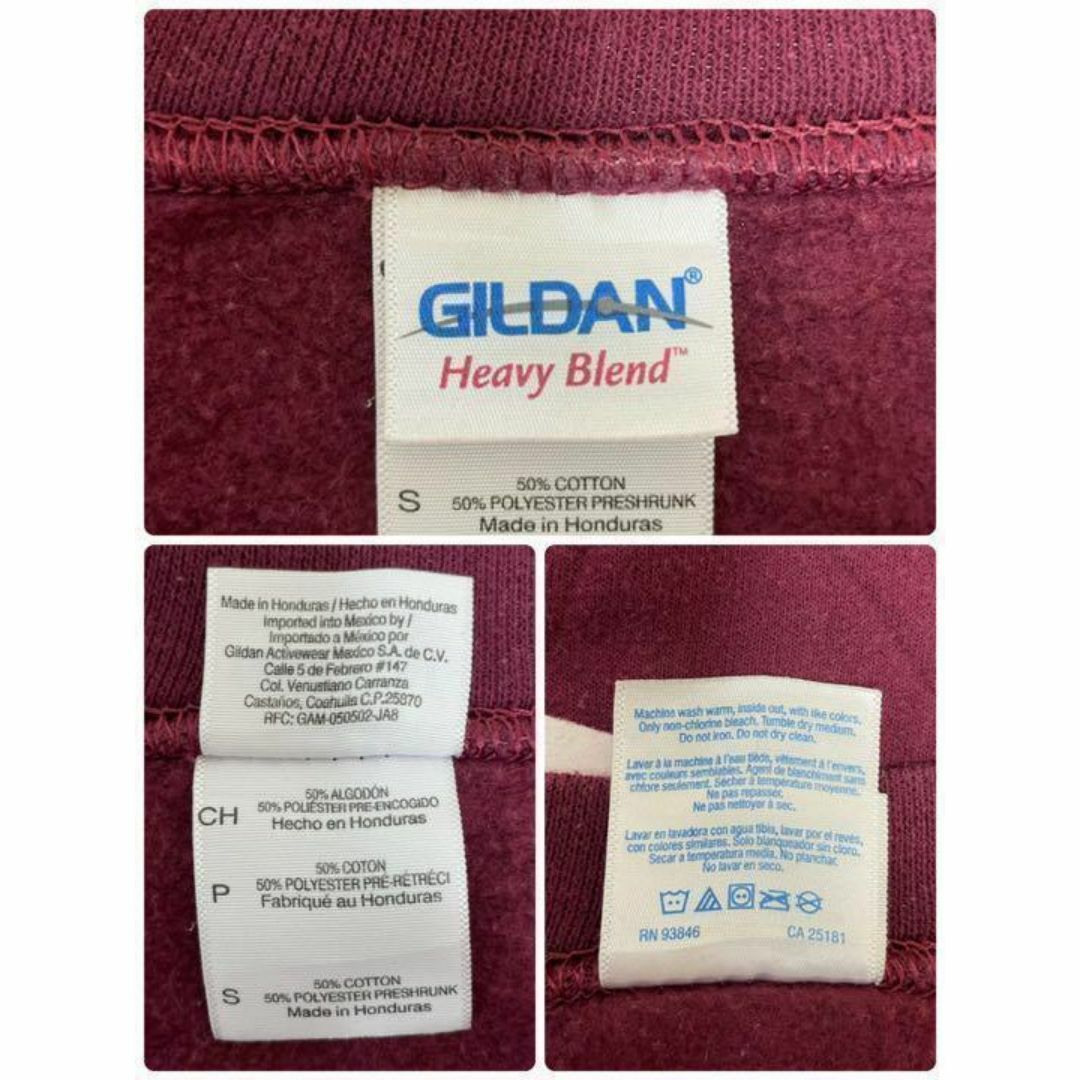 GILDAN®
Heavy Blend™
50% COTTON
S 50% POLYESTER PRESHRUNK
Made in Honduras
Made in Honduras / Hecho en Honduras
Imported into Mexico by /
Importado a México por
Gildan Activewear Mexico S.A. de C.V.
Calle 5 de Febrero #147
Col. Venustiano Carranza
Castaños, Coahuila C.P.25870
RFC: GAM-050502-JA8
50% ALGODÓN
CH 50% POLIÉSTER PRE-ENCOGIDO
Hecho en Honduras
50% COTON
P 50% POLYESTER PRÉ-RÉTRÉCI
Fabriqué au Honduras
50% COTTON
S 50% POLYESTER PRESHRUNK
Made in Honduras
Machine wash warm, inside out, with like colors.
Only non-chlorine bleach. Tumble dry medium.
Do not iron. Do not dry clean.
Laver à la machine à l'eau tiède, vêtement à l'envers,
avec couleurs semblables. Agent de blanchiment sans
chlore seulement. Sécher à température moyenne.
Ne pas repasser.
Ne pas nettoyer à sec.
Lavar en lavadora con agua tibia, lavar por el revés,
con colores similares. Solo blanqueador sin cloro.
Secar a temperatura media. No planchar.
No lavar en seco.
RN 93846 CA 25181